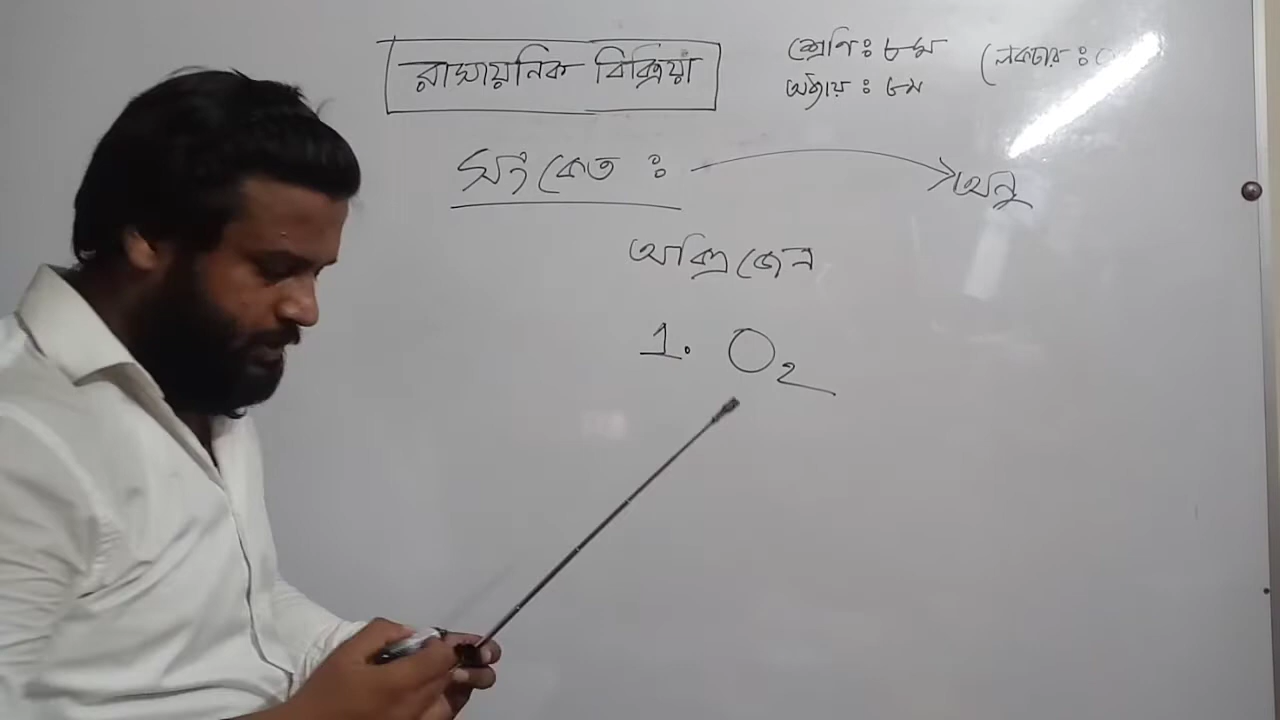 রাসায়নিক বিক্রিয়া
শ্রেণি : ৮ম
অধ্যায় : ৮ম
লেকচার :
সংকেত : → অনু
অক্সিজেন
1. O₂